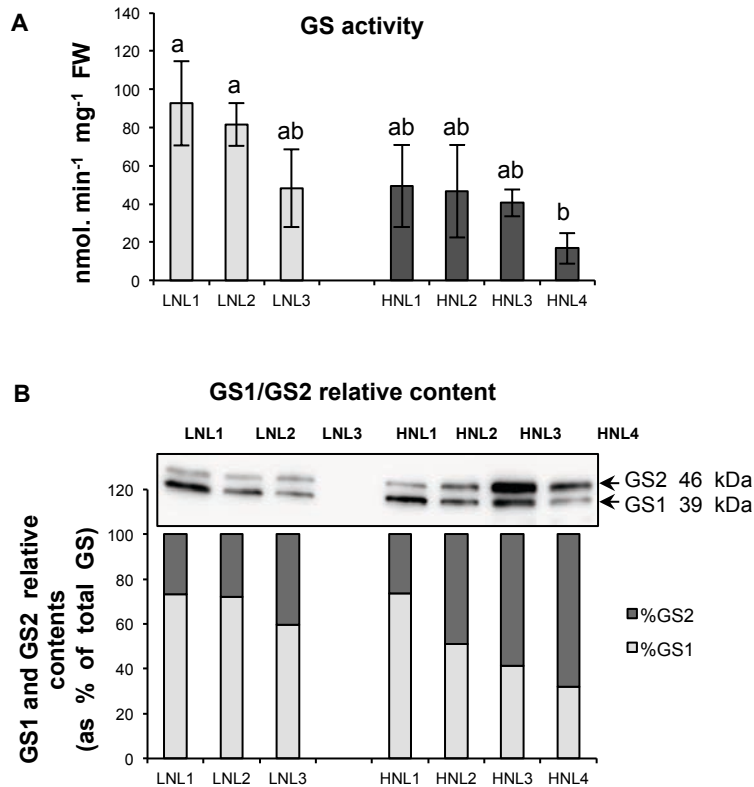 A
GS activity
nmol. min-1 mg-1 FW
140
120
100
80
60
40
20
0
a
a
ab
ab
ab
ab
b
LNL1 LNL2 LNL3 HNL1 HNL2 HNL3 HNL4
B
GS1/GS2 relative content
LNL1 LNL2 LNL3 HNL1 HNL2 HNL3 HNL4
GS2 46 kDa
GS1 39 kDa
GS1 and GS2 relative
contents
(as % of total GS)
120
100
80
60
40
20
0
%GS2
%GS1
LNL1 LNL2 LNL3 HNL1 HNL2 HNL3 HNL4